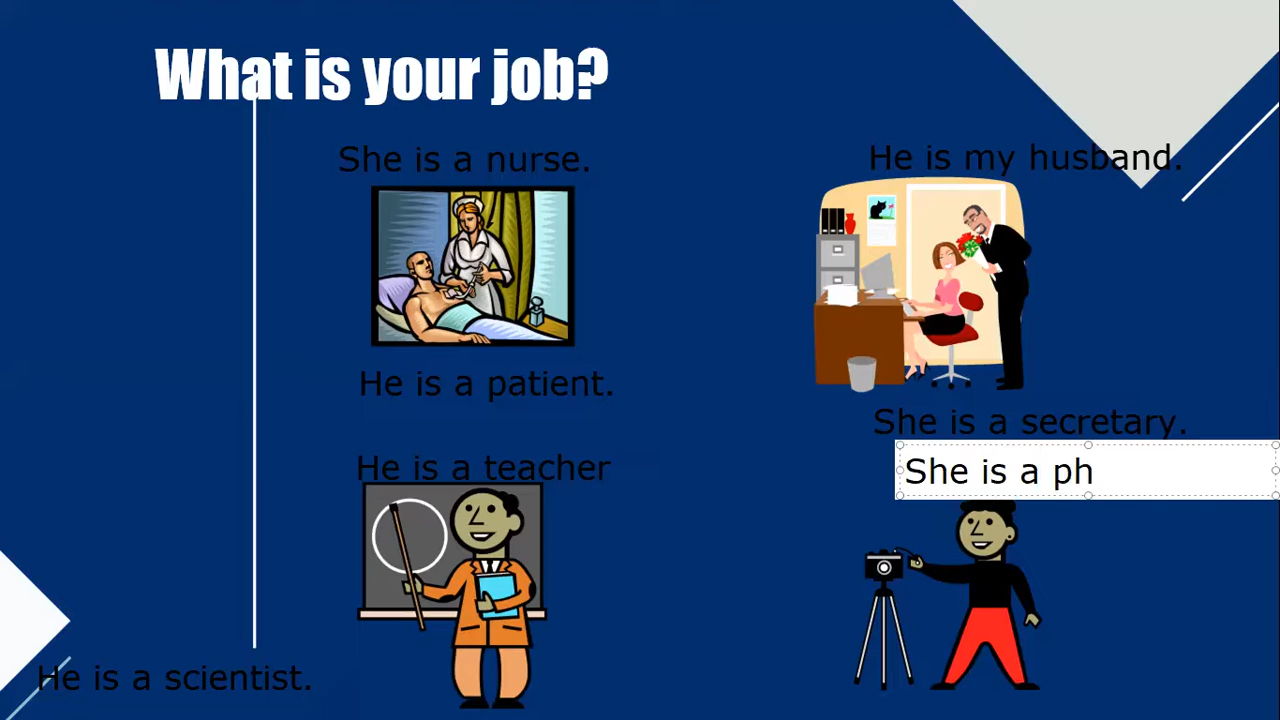 What is your job?
She is a nurse.
He is my husband.
He is a patient.
She is a secretary.
He is a teacher
She is a ph
He is a scientist.